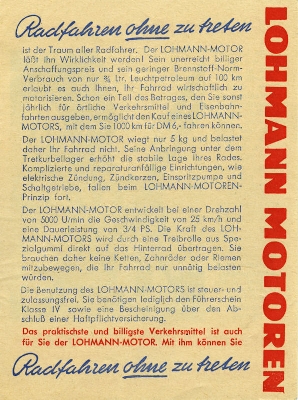 Radfahren ohne zu treten
ist der Traum aller Radfahrer. Der LOHMANN-MOTOR
läßt ihn Wirklichkeit werden! Sein unerreicht billiger
Anschaffungspreis und sein geringer Brennstoff-Norm-
Verbrauch von nur ¾ Ltr. Leuchtpetroleum auf 100 km
erlaubt es auch Ihnen, Ihr Fahrrad wirtschaftlich zu
motorisieren. Schon ein Teil des Betrages, den Sie sonst
jährlich für örtliche Verkehrsmittel und Eisenbahn-
fahrten ausgeben, ermöglicht den Kauf eines LOHMANN-
MOTORS, mit dem Sie 1000 km für DM 6,- fahren können.
Der LOHMANN-MOTOR wiegt nur 5 kg und belastet
daher Ihr Fahrrad nicht. Seine Anbringung unter dem
Tretkurbellager erhöht die stabile Lage Ihres Rades.
Komplizierte und reparaturanfällige Einrichtungen, wie
elektrische Zündung, Zündkerzen, Einspritzpumpe und
Schaltgetriebe, fallen beim LOHMANN-MOTOREN-
Prinzip fort.
Der LOHMANN-MOTOR entwickelt bei einer Drehzahl
von 5000 U/min die Geschwindigkeit von 25 km/h und
eine Dauerleistung von 3/4 PS. Die Kraft des LOH-
MANN-MOTORS wird durch eine Treibrolle aus Spe-
zialgummi direkt auf das Hinterrad übertragen. Sie
brauchen daher keine Ketten, Zahnräder oder Riemen
mitzubewegen, die Ihr Fahrrad nur unnötig belasten
würden.
Die Benutzung des LOHMANN-MOTORS ist steuer- und
zulassungsfrei. Sie benötigen lediglich den Führerschein
Klasse IV sowie eine Bescheinigung über den Ab-
schluß einer Haftpflichtversicherung.
Das praktischste und billigste Verkehrsmittel ist auch
für Sie der LOHMANN-MOTOR. Mit ihm können Sie
Radfahren ohne zu treten
LOHMANN MOTOREN